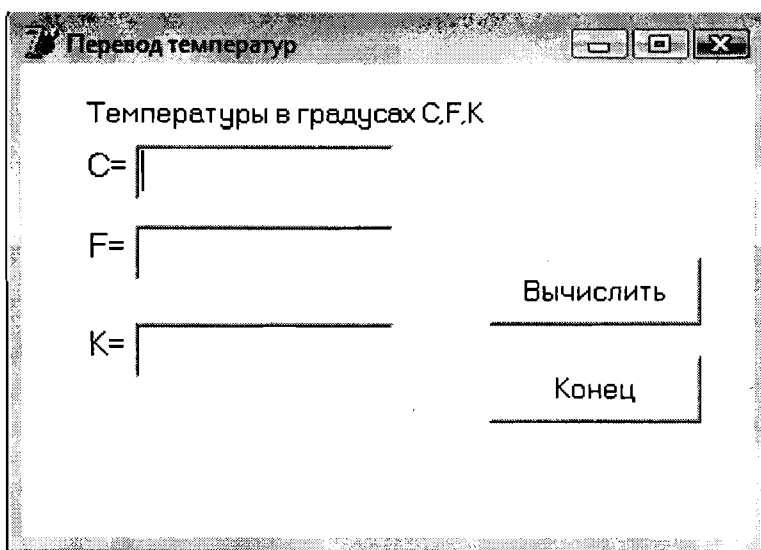 Перевод температур
Температуры в градусах C,F,K
C=
F=
K=
Вычислить
Конец